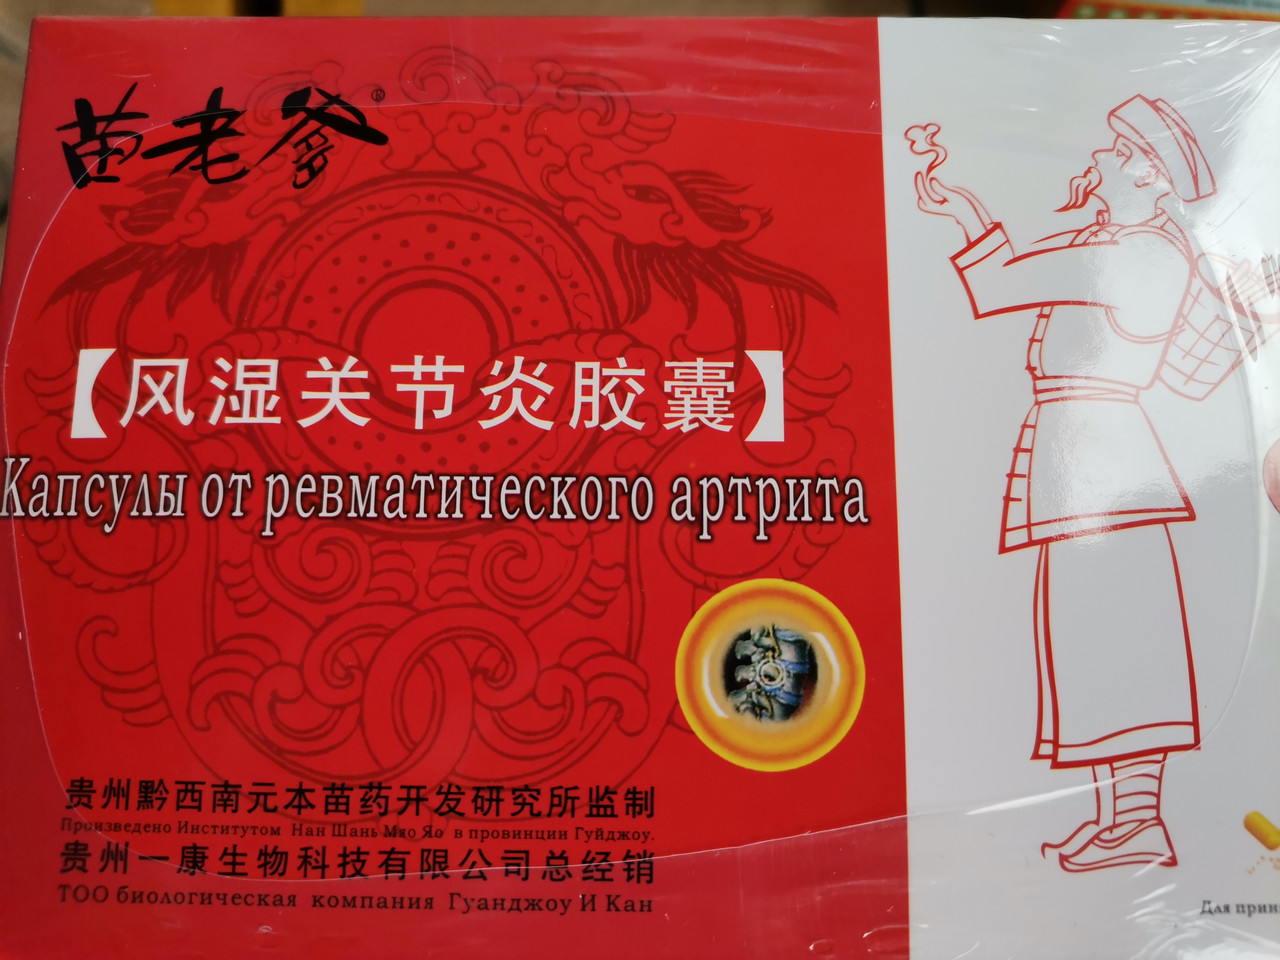 苗老爹®
【风湿关节炎胶囊】
Капсулы от ревматического артрита
贵州黔西南元本苗药开发研究所监制
Произведено Институтом Нан Шань Мяо Яо в провинции Гуйджоу.
贵州一康生物科技有限公司总经销
ТОО биологическая компания Гуанджоу И Кан
Для